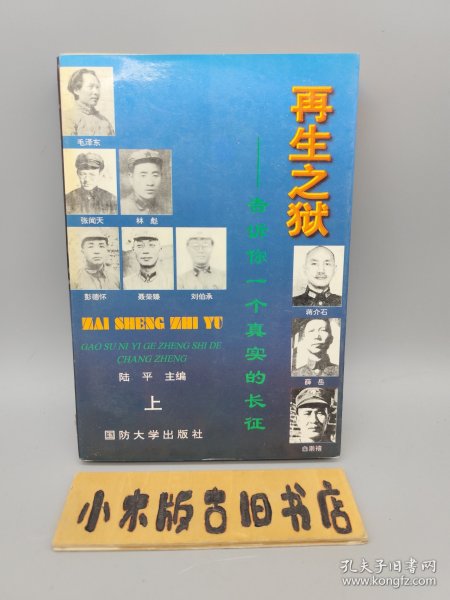 再生之狱
——告诉你一个真实的长征
毛泽东
张闻天
林彪
彭德怀
聂荣臻
刘伯承
蒋介石
薛岳
白崇禧
ZAI SHENG ZHI YU
GAO SU NI YI GE ZHENG SHI DE
CHANG ZHENG
陆平 主编
上
国防大学出版社
小宋版古旧书店
孔夫子旧书网
www.kongfz.com